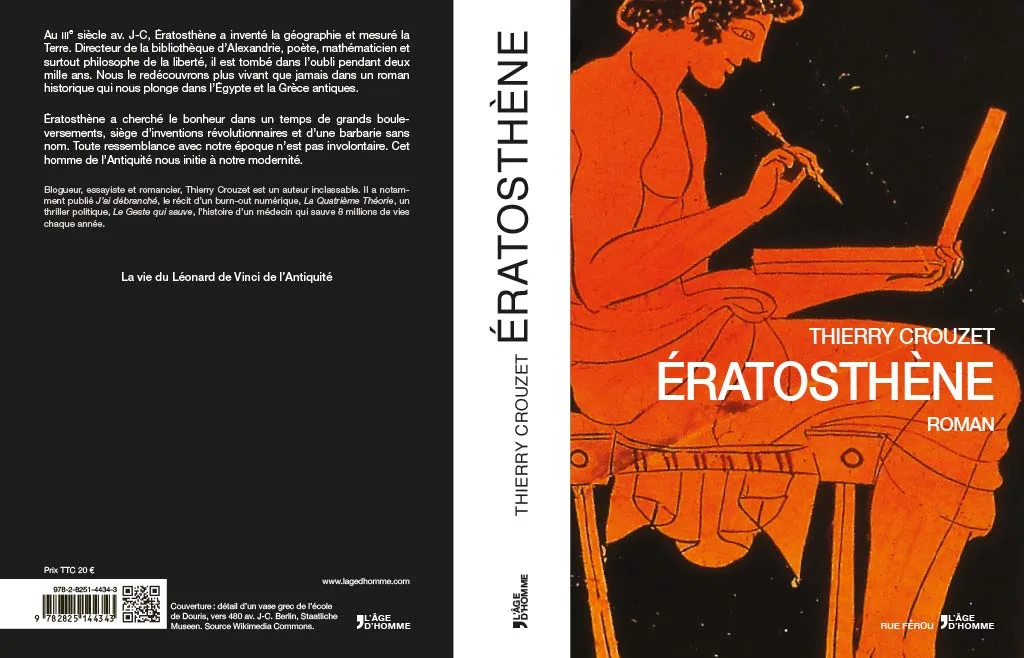 Au IIIe siècle av. J-C, Ératosthène a inventé la géographie et mesuré la
Terre. Directeur de la bibliothèque d’Alexandrie, poète, mathématicien et
surtout philosophe de la liberté, il est tombé dans l’oubli pendant deux
mille ans. Nous le redécouvrons plus vivant que jamais dans un roman
historique qui nous plonge dans l’Égypte et la Grèce antiques.
Ératosthène a cherché le bonheur dans un temps de grands boule-
versements, siège d’inventions révolutionnaires et d’une barbarie sans
nom. Toute ressemblance avec notre époque n’est pas involontaire. Cet
homme de l’Antiquité nous initie à notre modernité.
Blogueur, essayiste et romancier, Thierry Crouzet est un auteur inclassable. Il a notam-
ment publié J’ai débranché, le récit d’un burn-out numérique, La Quatrième Théorie, un
thriller politique, Le Geste qui sauve, l’histoire d’un médecin qui sauve 8 millions de vies
chaque année.
La vie du Léonard de Vinci de l’Antiquité
Prix TTC 20 €
978-2-8251-4434-3
9 782825 144343
www.lagedhomme.com
Couverture : détail d’un vase grec de l’école
de Douris, vers 480 av. J-C. Berlin, Staatliche
Museen. Source Wikimedia Commons.
L’ÂGE
D’HOMME
THIERRY CROUZET ÉRATOSTHÈNE
L’ÂGE
D’HOMME
THIERRY CROUZET
ÉRATOSTHÈNE
ROMAN
RUE FÉROU
L’ÂGE
D’HOMME